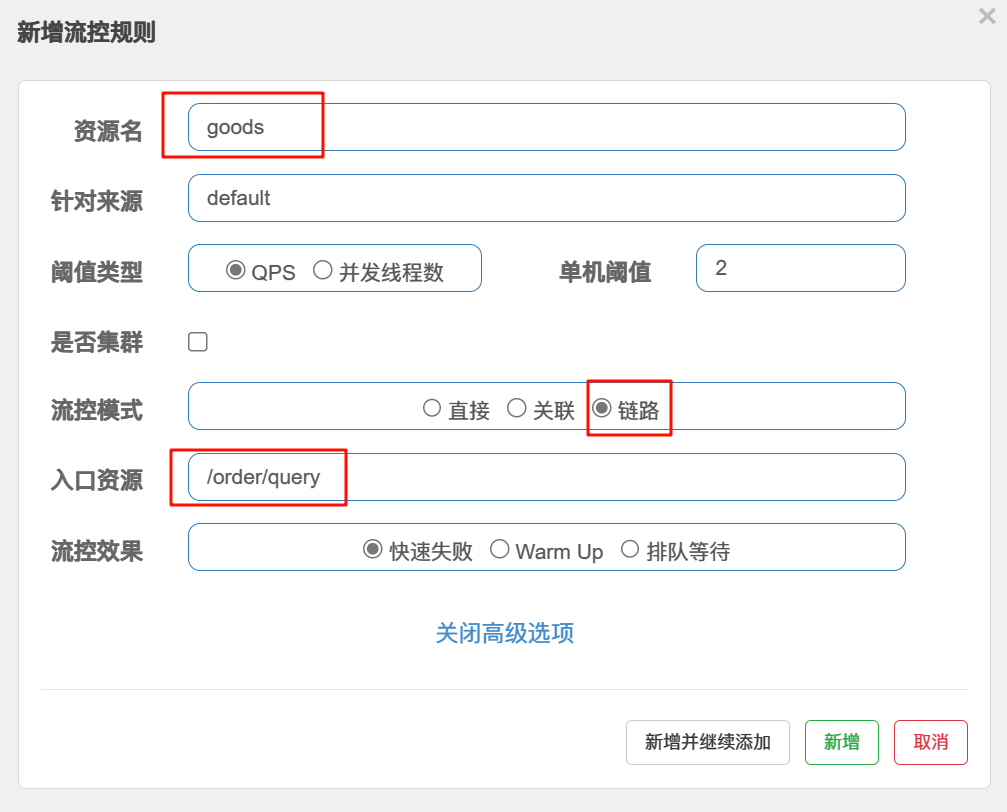 新增流控规则
×
资源名 goods
针对来源 default
阈值类型 QPS 并发线程数 单机阈值 2
是否集群
流控模式 直接 关联 链路
入口资源 /order/query
流控效果 快速失败 Warm Up 排队等待
关闭高级选项
新增并继续添加 新增 取消